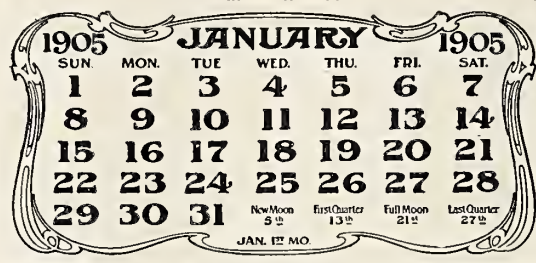 1905 JANUARY 1905
SUN. MON. TUE WED. THU. FRI. SAT.
1 2 3 4 5 6 7
8 9 10 11 12 13 14
15 16 17 18 19 20 21
22 23 24 25 26 27 28
29 30 31 New Moon 5th First Quarter 13th Full Moon 21st Last Quarter 27th
JAN. 1ST MO.